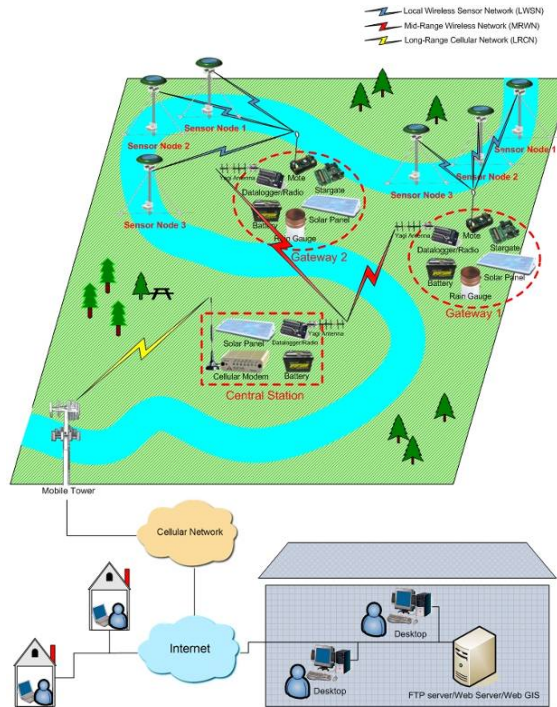 Local Wireless Sensor Network (LWSN)
Mid-Range Wireless Network (MRWN)
Long-Range Cellular Network (LRCN)
Sensor Node 1
Sensor Node 2
Sensor Node 3
Sensor Node 1
Sensor Node 2
Sensor Node 3
Yagi Antenna
Mote
Datalogger/Radio
Stargate
Battery
Solar Panel
Rain Gauge
Gateway 2
Yagi Antenna
Mote
Datalogger/Radio
Stargate
Battery
Solar Panel
Rain Gauge
Gateway 1
Solar Panel
Datalogger/Radio
Yagi Antenna
Cellular Modem
Battery
Central Station
Mobile Tower
Cellular Network
Internet
Desktop
Desktop
FTP server/Web Server/Web GIS